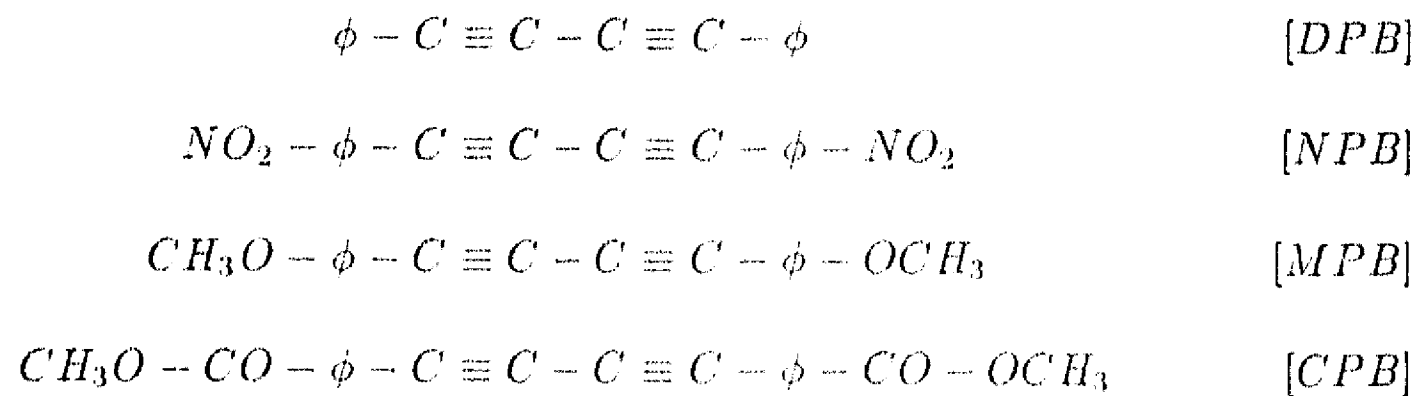 ϕ – C ≡ C – C ≡ C – ϕ [DPB]
NO₂ – ϕ – C ≡ C – C ≡ C – ϕ – NO₂ [NPB]
CH₃O – ϕ – C ≡ C – C ≡ C – ϕ – OCH₃ [MPB]
CH₃O – CO – ϕ – C ≡ C – C ≡ C – ϕ – CO – OCH₃ [CPB]